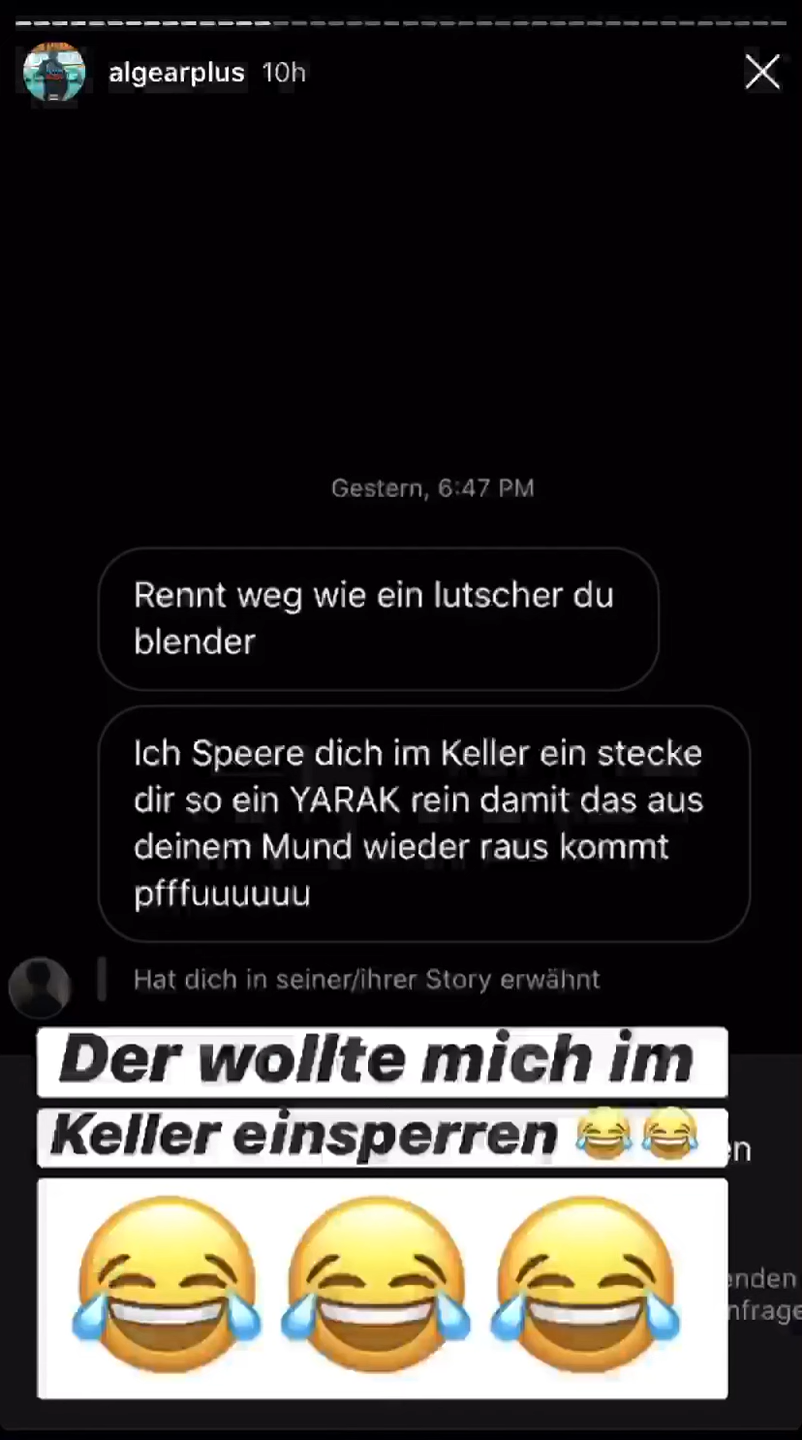 algearplus 10h
Gestern, 6:47 PM
Rennt weg wie ein lutscher du
blender
Ich Speere dich im Keller ein stecke
dir so ein YARAK rein damit das aus
deinem Mund wieder raus kommt
pfffuuuuuu
Hat dich in seiner/ihrer Story erwähnt
Der wollte mich im
Keller einsperren 😂😂
😂😂😂